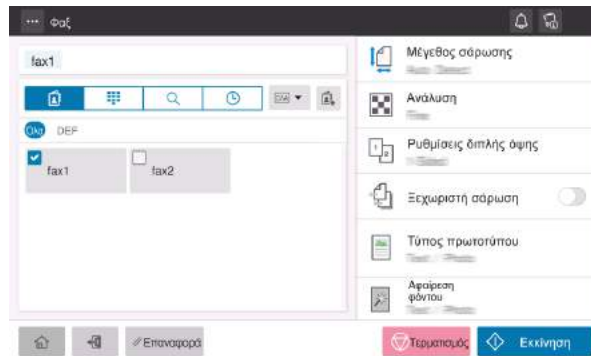 Φαξ
fax1
Μέγεθος σάρωσης
Ανάλυση
Όλα DEF
fax1 fax2
Ρυθμίσεις διπλής όψης
Ξεχωριστή σάρωση
Τύπος πρωτοτύπου
Αφαίρεση
φόντου
Επαναφορά
Τερματισμός
Εκκίνηση